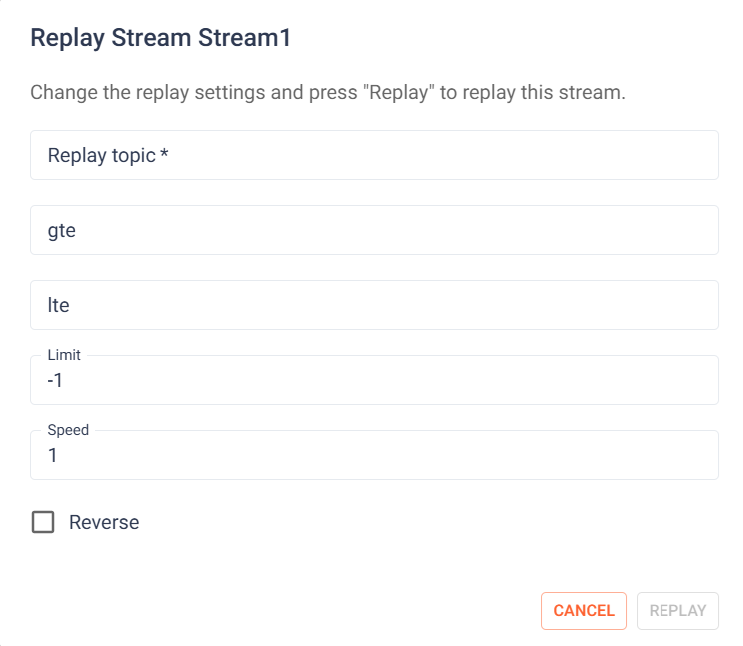 Replay Stream Stream1
Change the replay settings and press "Replay" to replay this stream.
Replay topic *
gte
lte
Limit
-1
Speed
1
Reverse
CANCEL REPLAY